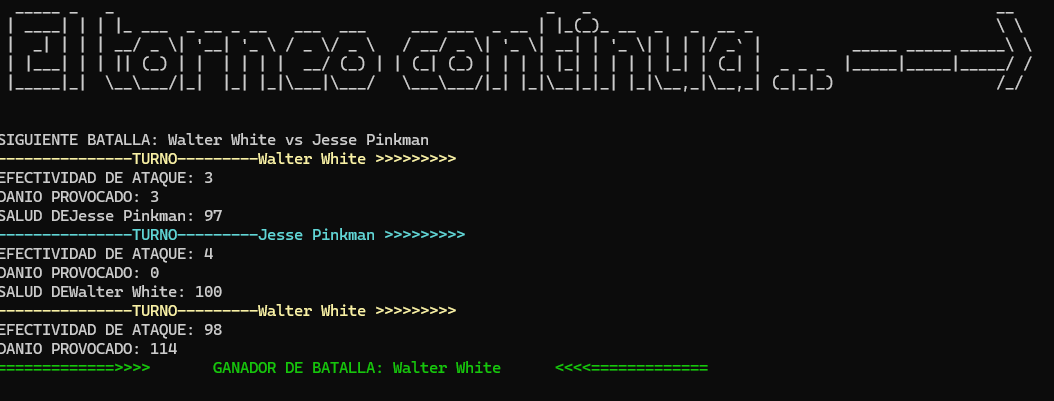 El torneo continua... --->
SIGUIENTE BATALLA: Walter White vs Jesse Pinkman
---------------TURNO---------Walter White >>>>>>>>>
EFECTIVIDAD DE ATAQUE: 3
DANIO PROVOCADO: 3
SALUD DEJesse Pinkman: 97
---------------TURNO---------Jesse Pinkman >>>>>>>>>
EFECTIVIDAD DE ATAQUE: 4
DANIO PROVOCADO: 0
SALUD DEWalter White: 100
---------------TURNO---------Walter White >>>>>>>>>
EFECTIVIDAD DE ATAQUE: 98
DANIO PROVOCADO: 114
=============>>>>       GANADOR DE BATALLA: Walter White      <<<<=============